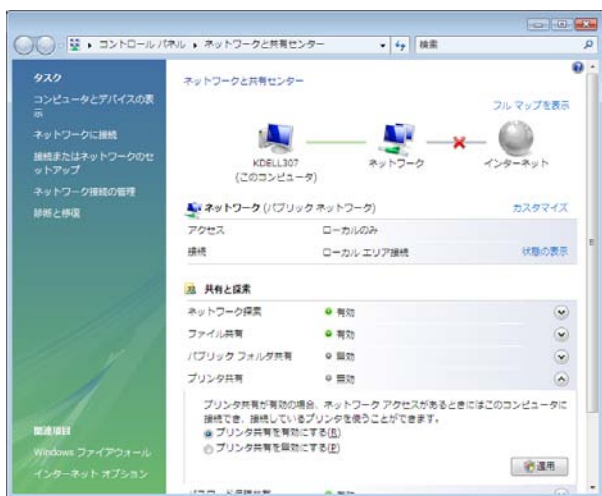 コントロール パネル ▸ ネットワークと共有センター
検索
タスク
コンピュータとデバイスの表示
ネットワークに接続
接続またはネットワークのセットアップ
ネットワーク接続の管理
診断と修復
関連項目
Windows ファイアウォール
インターネット オプション
ネットワークと共有センター
フル マップを表示
KDELL307
(このコンピュータ)
ネットワーク
インターネット
ネットワーク (パブリック ネットワーク)
カスタマイズ
アクセス
ローカルのみ
接続
ローカル エリア接続
状態の表示
共有と探索
ネットワーク探索
有効
ファイル共有
有効
パブリック フォルダ共有
無効
プリンタ共有
無効
プリンタ共有が有効の場合、ネットワーク アクセスがあるときにはこのコンピュータに
接続でき、接続しているプリンタを使うことができます。
プリンタ共有を有効にする(R)
プリンタ共有を無効にする(P)
適用